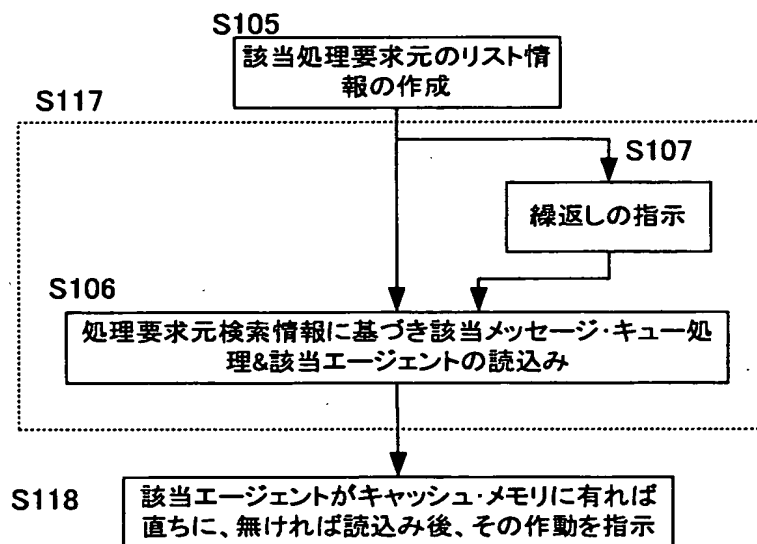 S105
該当処理要求元のリスト情
報の作成
S117
S107
繰返しの指示
S106
処理要求元検索情報に基づき該当メッセージ・キュー処
理&該当エージェントの読込み
S118
該当エージェントがキャッシュ・メモリに有れば
直ちに、無ければ読込み後、その作動を指示